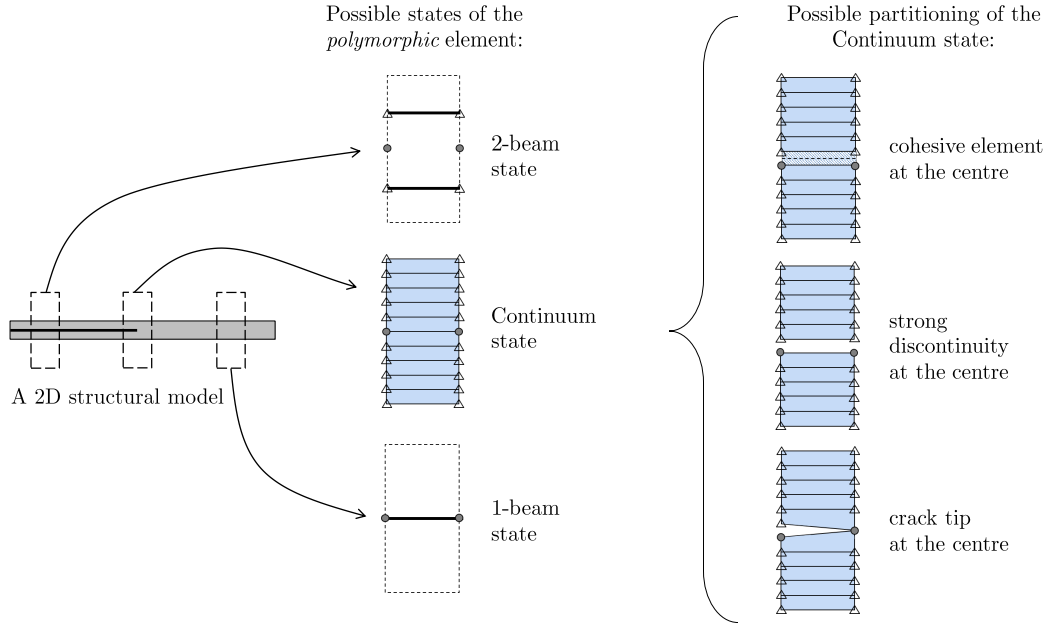 Possible states of the
polymorphic element:
2-beam
state
Continuum
state
1-beam
state
A 2D structural model
Possible partitioning of the
Continuum state:
cohesive element
at the centre
strong
discontinuity
at the centre
crack tip
at the centre